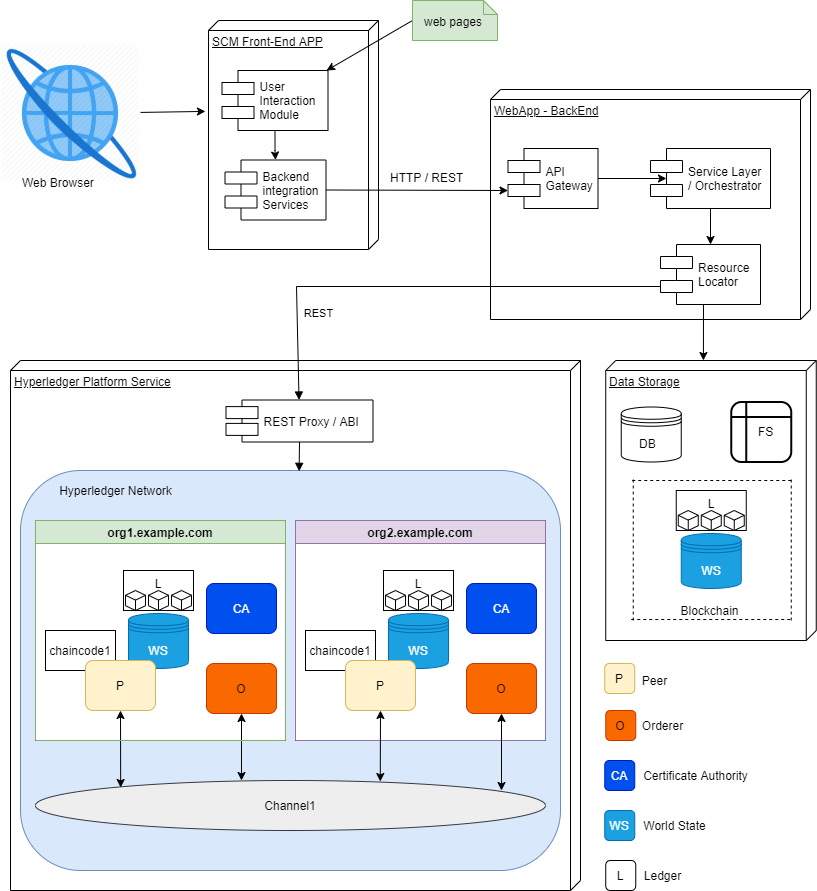 web pages
SCM Front-End APP
User
Interaction
Module
Web Browser
Backend
integration
Services
HTTP / REST
WebApp - BackEnd
API
Gateway
Service Layer
/ Orchestrator
Resource
Locator
REST
Hyperledger Platform Service
REST Proxy / ABI
Hyperledger Network
org1.example.com
L
CA
chaincode1
WS
P
O
org2.example.com
L
CA
chaincode1
WS
P
O
Channel1
Data Storage
DB
FS
L
WS
Blockchain
P Peer
O Orderer
CA Certificate Authority
WS World State
L Ledger